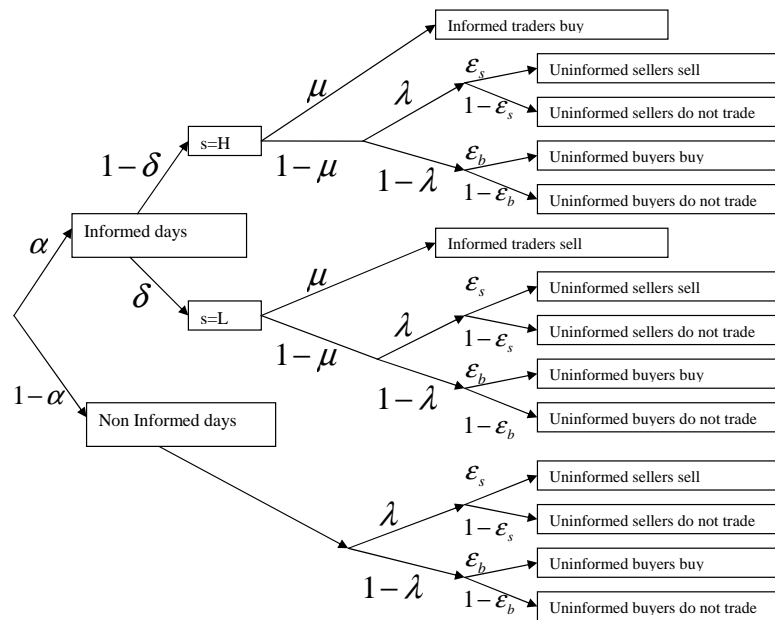 Informed traders buy
μ
ε_s
Uninformed sellers sell
λ
1−ε_s
Uninformed sellers do not trade
s=H
1−δ
1−μ
ε_b
Uninformed buyers buy
1−λ
1−ε_b
Uninformed buyers do not trade
Informed days
α
Informed traders sell
μ
δ
ε_s
Uninformed sellers sell
s=L
λ
1−ε_s
Uninformed sellers do not trade
1−μ
ε_b
Uninformed buyers buy
1−α
1−λ
Non Informed days
1−ε_b
Uninformed buyers do not trade
ε_s
Uninformed sellers sell
λ
1−ε_s
Uninformed sellers do not trade
ε_b
Uninformed buyers buy
1−λ
1−ε_b
Uninformed buyers do not trade